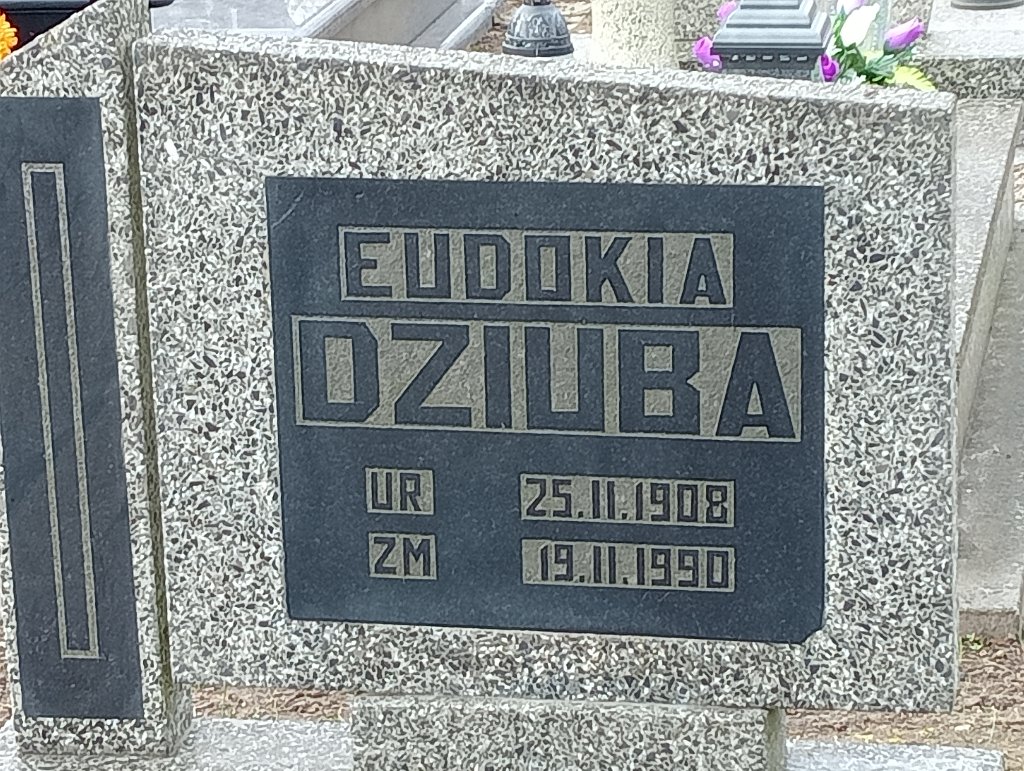 EUDOKIA
DZIUBA
UR 25.11.1908
ZM 19.11.1990